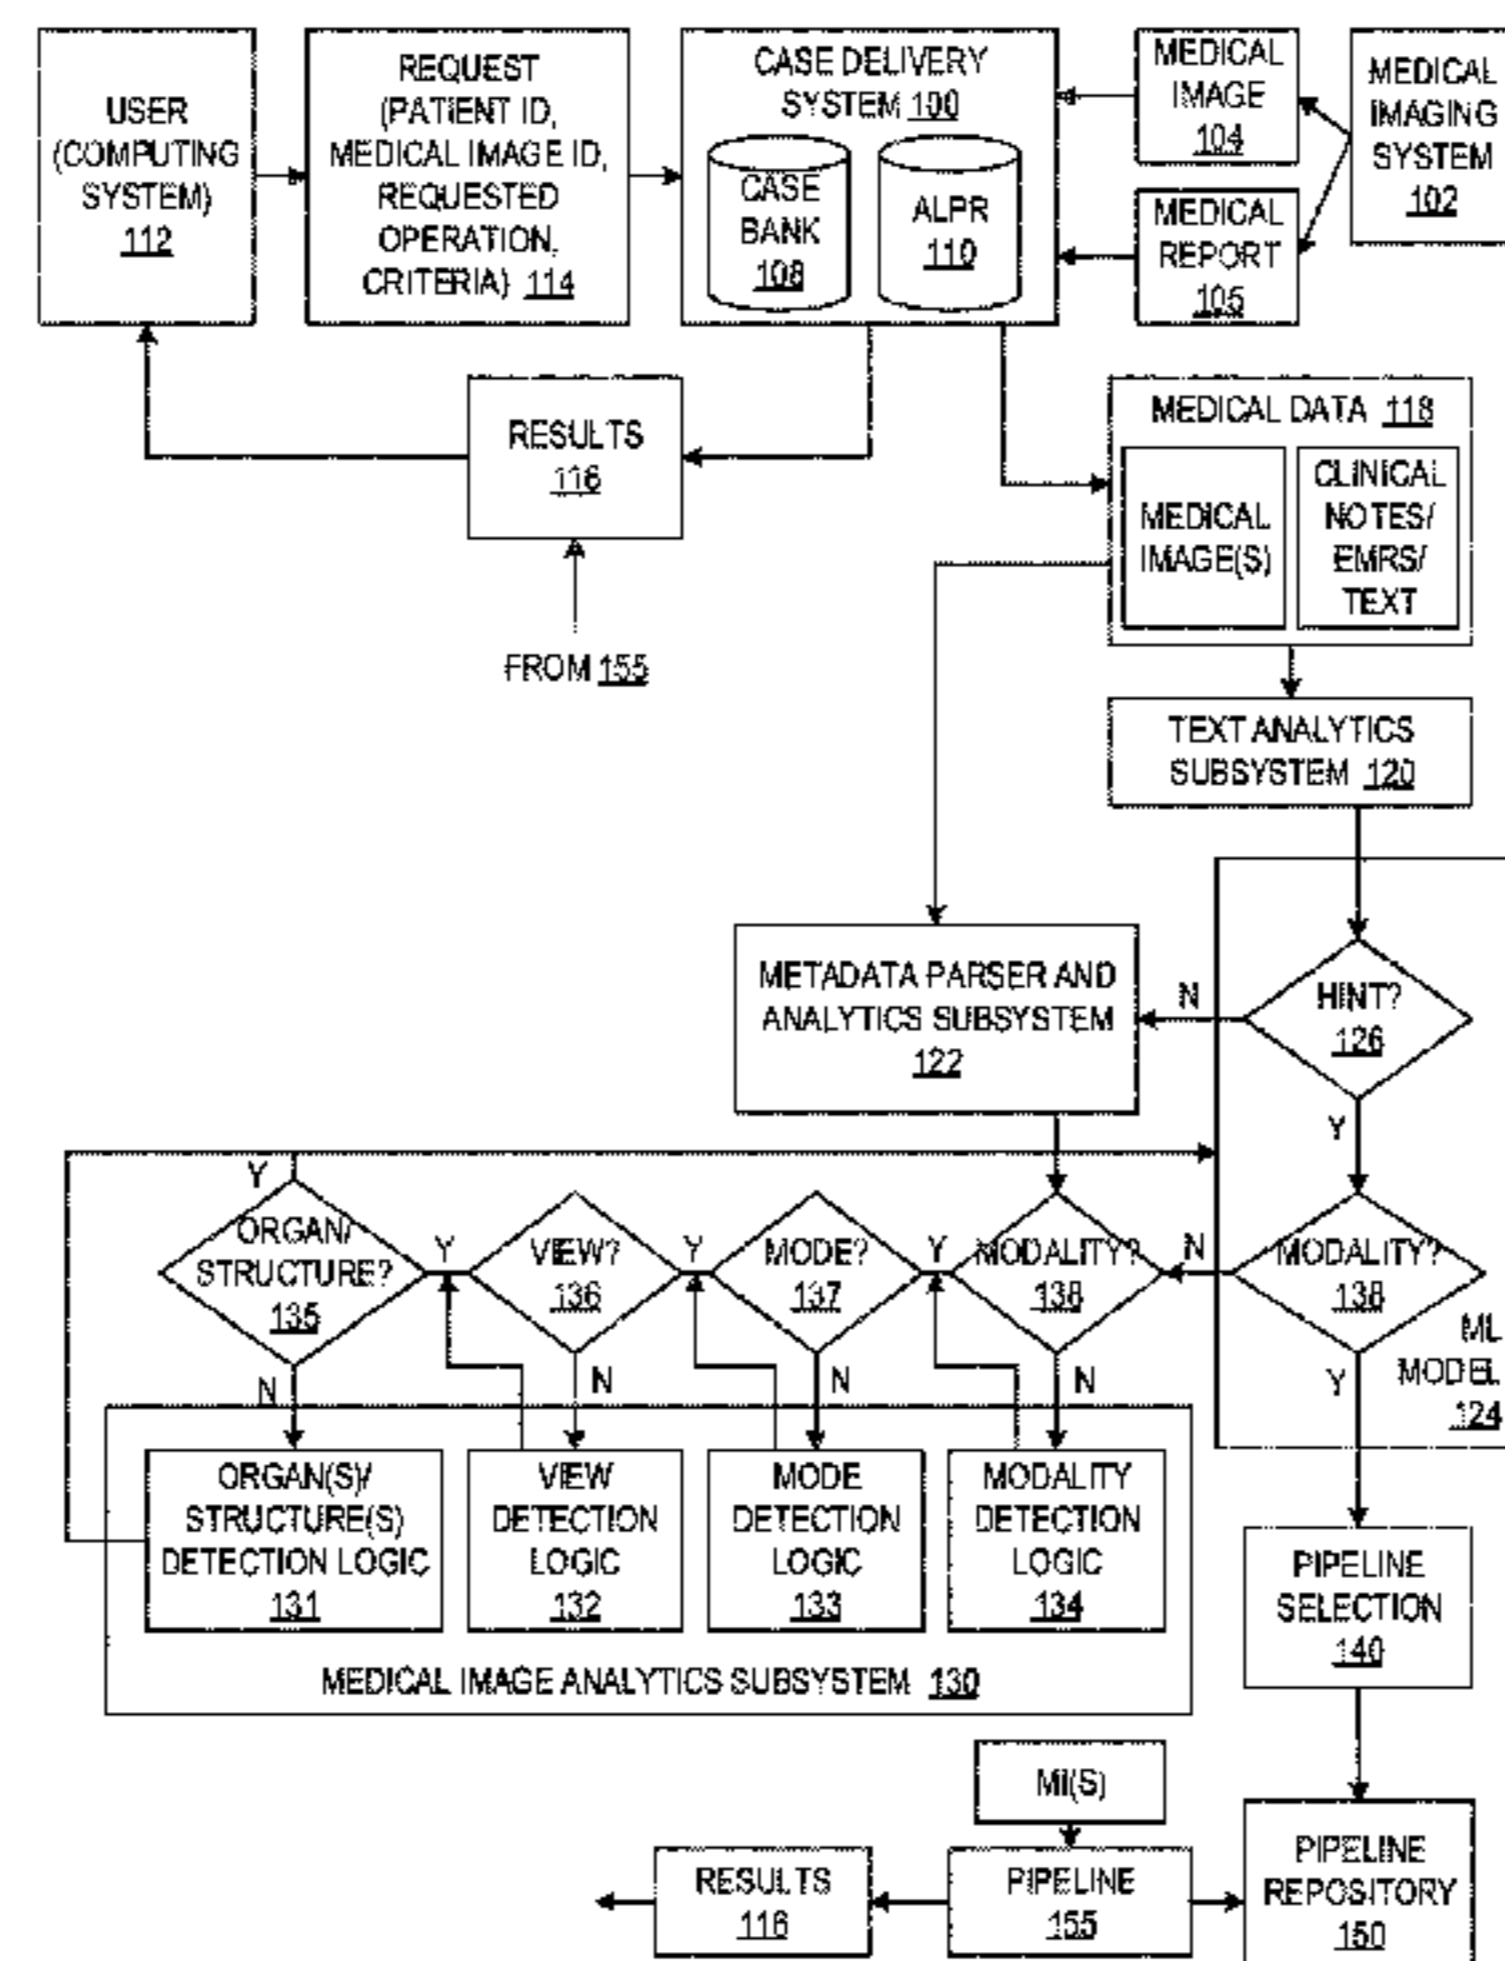 USER
(COMPUTING
SYSTEM)
112
REQUEST
(PATIENT ID,
MEDICAL IMAGE ID,
REQUESTED
OPERATION,
CRITERIA) 114
CASE DELIVERY
SYSTEM 100
CASE
BANK
108
ALPR
110
MEDICAL
IMAGE
104
MEDICAL
REPORT
105
MEDICAL
IMAGING
SYSTEM
102
RESULTS
116
FROM 155
MEDICAL DATA 118
MEDICAL
IMAGE(S)
CLINICAL
NOTES/
EMRS/
TEXT
TEXT ANALYTICS
SUBSYSTEM 120
METADATA PARSER AND
ANALYTICS SUBSYSTEM
122
N
HINT?
126
Y
Y
ORGAN/
STRUCTURE?
135
N
Y
VIEW?
136
N
Y
MODE?
137
N
Y
MODALITY?
138
N
N
MODALITY?
138
Y
ML
MODEL
124
ORGAN(S)/
STRUCTURE(S)
DETECTION LOGIC
131
VIEW
DETECTION
LOGIC
132
MODE
DETECTION
LOGIC
133
MODALITY
DETECTION
LOGIC
134
MEDICAL IMAGE ANALYTICS SUBSYSTEM 130
PIPELINE
SELECTION
140
MI(S)
RESULTS
116
PIPELINE
155
PIPELINE
REPOSITORY
150